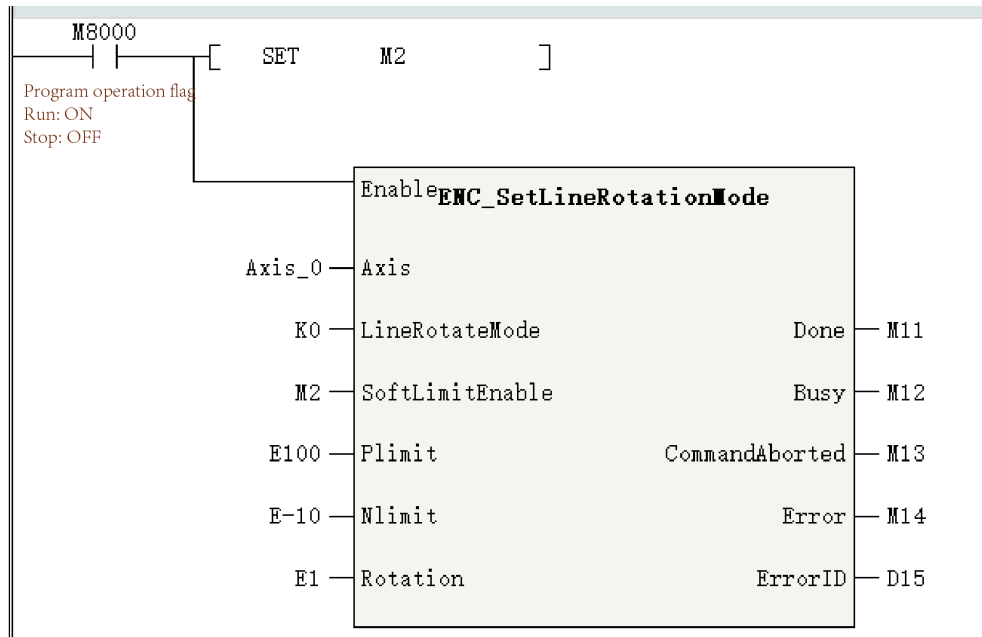 M8000
SET M2
Program operation flag
Run: ON
Stop: OFF
Enable
ENC_SetLineRotationMode
Axis_0 Axis
K0 LineRotateMode Done M11
M2 SoftLimitEnable Busy M12
E100 Plimit CommandAborted M13
E-10 Nlimit Error M14
E1 Rotation ErrorID D15